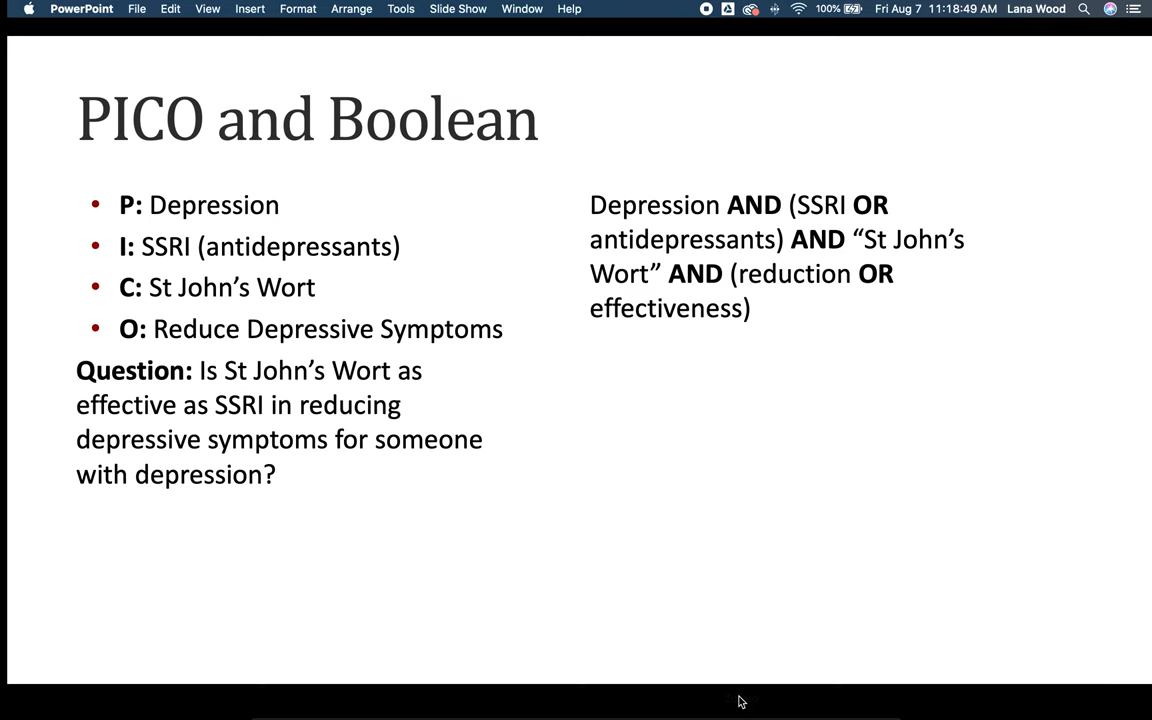 PowerPoint File Edit View Insert Format Arrange Tools Slide Show Window Help 100% Fri Aug 7 11:18:49 AM Lana Wood
PICO and Boolean
• P: Depression
• I: SSRI (antidepressants)
• C: St John’s Wort
• O: Reduce Depressive Symptoms
Question: Is St John’s Wort as
effective as SSRI in reducing
depressive symptoms for someone
with depression?
Depression AND (SSRI OR
antidepressants) AND “St John’s
Wort” AND (reduction OR
effectiveness)